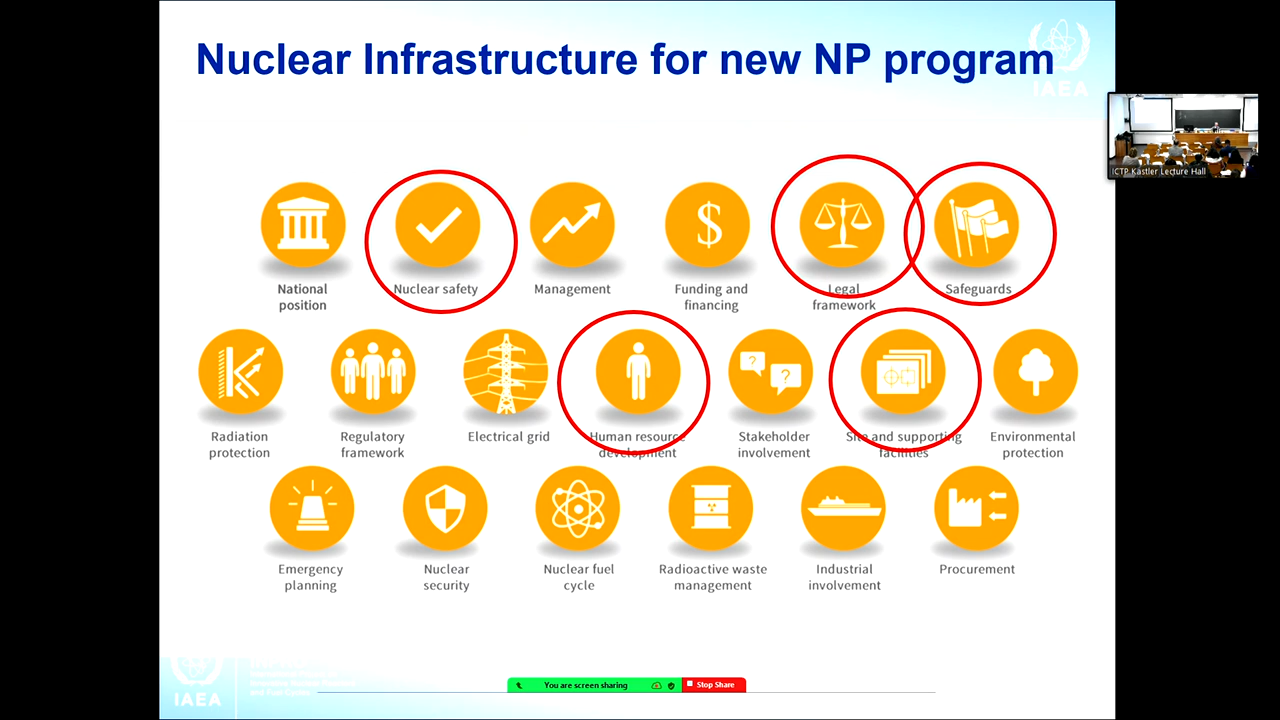 Nuclear Infrastructure for new NP program
IAEA
ICTP Kastler Lecture Hall
National
position
Nuclear safety
Management
Funding and
financing
Legal
framework
Safeguards
Radiation
protection
Regulatory
framework
Electrical grid
Human resource
development
Stakeholder
involvement
Site and supporting
facilities
Environmental
protection
Emergency
planning
Nuclear
security
Nuclear fuel
cycle
Radioactive waste
management
Industrial
involvement
Procurement
IAEA
You are screen sharing
Stop Share